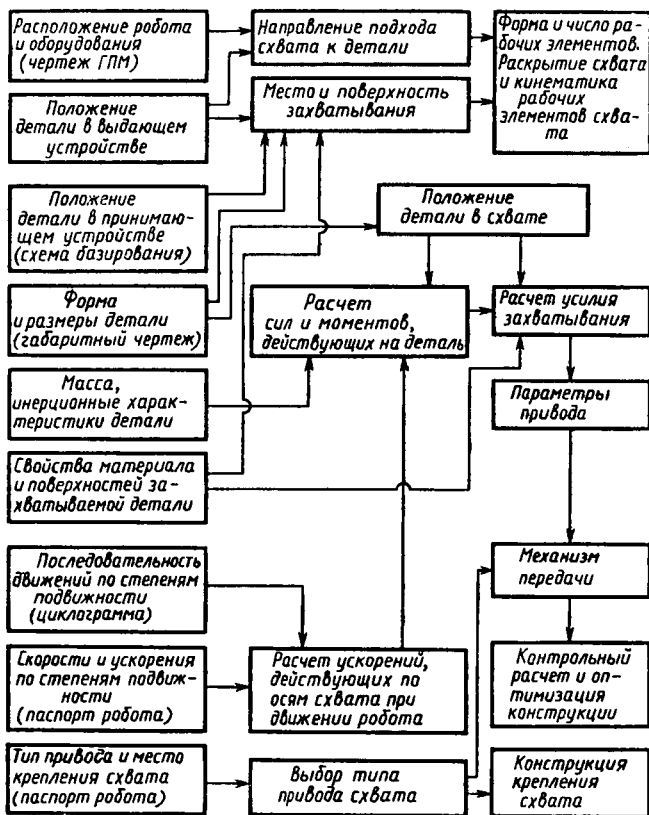 Расположение робота
и оборудования
(чертеж ГПМ)
Направление подхода
схвата к детали
Форма и число ра-
бочих элементов.
Раскрытие схвата
и кинематика
рабочих
элементов схва-
та
Положение
детали в выдающем
устройстве
Место и поверхность
захватывания
Положение
детали в принимаю-
щем устройстве
(схема базирования)
Положение
детали в схвате
Форма
и размеры детали
(габаритный чертеж)
Расчет
сил и моментов,
действующих на деталь
Расчет усилия
захватывания
Масса,
инерционные харак-
теристики детали
Параметры
привода
Свойства материала
и поверхностей за-
хватываемой детали
Последовательность
движений по степеням
подвижности
(циклограмма)
Механизм
передачи
Скорости и ускорения
по степеням подвиж-
ности
(паспорт робота)
Расчет ускорений,
действующих по
осям схвата при
движении робота
Контрольный
расчет и оп-
тимизация
конструкции
Тип привода и место
крепления схвата
(паспорт робота)
Выбор типа
привода схвата
Конструкция
крепления
схвата